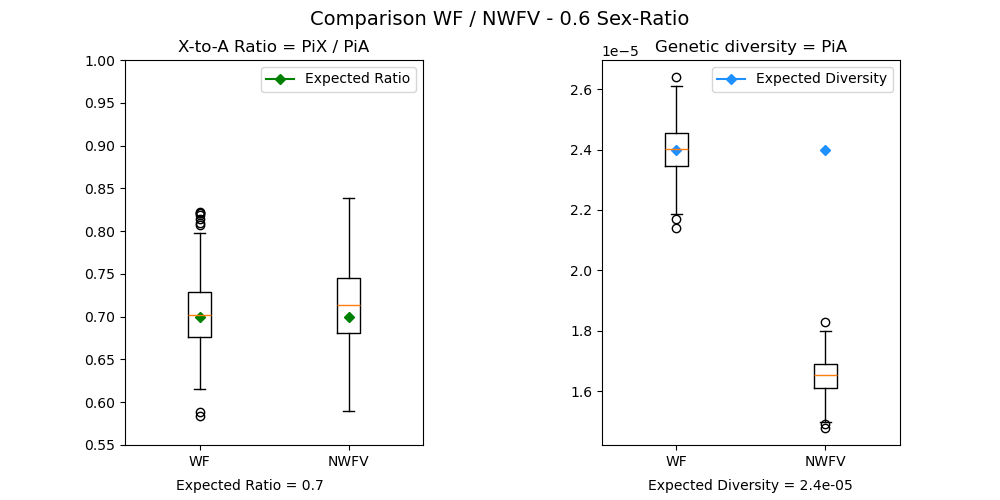 Comparison WF / NWFV - 0.6 Sex-Ratio
X-to-A Ratio = PiX / PiA
Expected Ratio
1.00
0.95
0.90
0.85
0.80
0.75
0.70
0.65
0.60
0.55
WF
NWFV
Expected Ratio = 0.7
Genetic diversity = PiA
1e−5
Expected Diversity
2.6
2.4
2.2
2.0
1.8
1.6
WF
NWFV
Expected Diversity = 2.4e-05